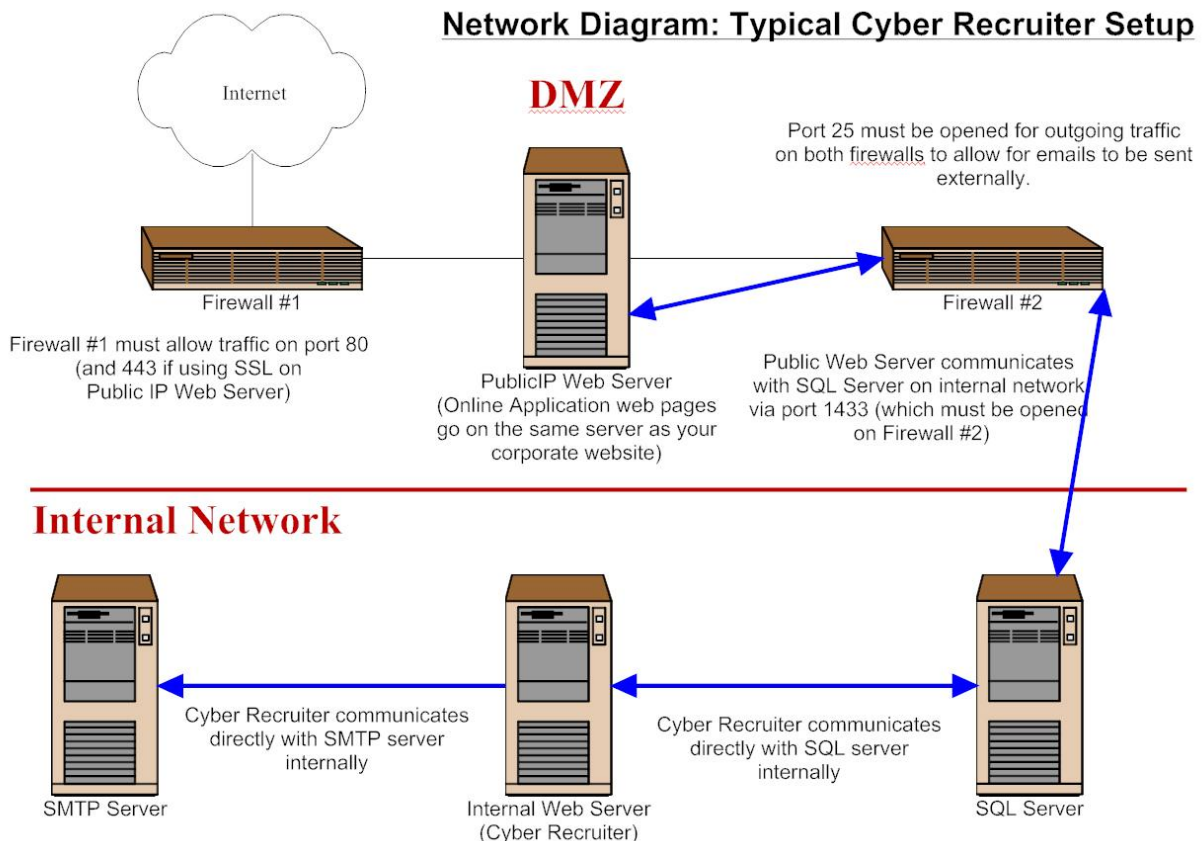 Network Diagram: Typical Cyber Recruiter Setup
Internet
DMZ
Port 25 must be opened for outgoing traffic
on both firewalls to allow for emails to be sent
externally.
Firewall #1
Firewall #2
Firewall #1 must allow traffic on port 80
(and 443 if using SSL on
Public IP Web Server)
PublicIP Web Server
(Online Application web pages
go on the same server as your
corporate website)
Public Web Server communicates
with SQL Server on internal network
via port 1433 (which must be opened
on Firewall #2)
Internal Network
Cyber Recruiter communicates
directly with SMTP server
internally
Cyber Recruiter communicates
directly with SQL server
internally
SMTP Server
Internal Web Server
(Cyber Recruiter)
SQL Server